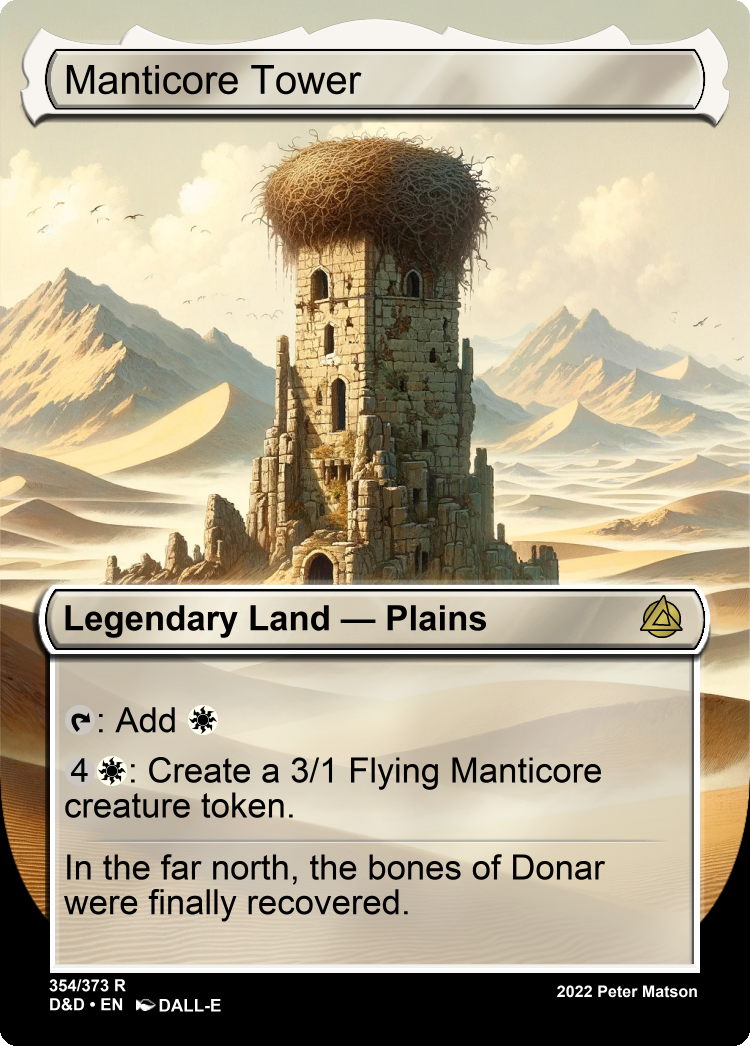 Manticore Tower
Legendary Land — Plains
: Add
4 : Create a 3/1 Flying Manticore
creature token.
In the far north, the bones of Donar
were finally recovered.
354/373 R
D&D • EN DALL-E
2022 Peter Matson